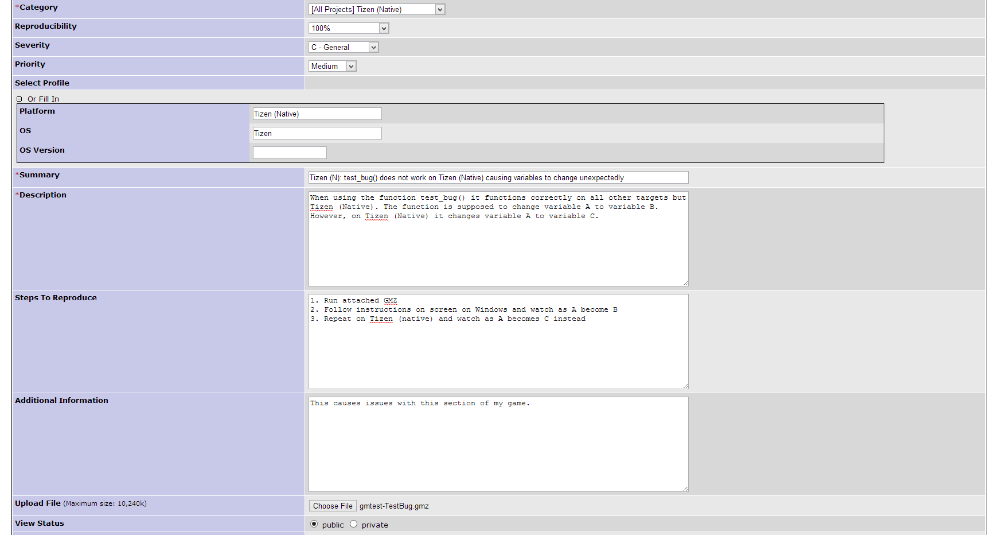 *Category [All Projects] Tizen (Native)
Reproducibility 100%
Severity C - General
Priority Medium
Select Profile
Or Fill In
Platform Tizen (Native)
OS Tizen
OS Version
*Summary Tizen (N): test_bug() does not work on Tizen (Native) causing variables to change unexpectedly
*Description
When using the function test_bug() it functions correctly on all other targets but
Tizen (Native). The function is supposed to change variable A to variable B.
However, on Tizen (Native) it changes variable A to variable C.
Steps To Reproduce
1. Run attached GMZ
2. Follow instructions on screen on Windows and watch as A become B
3. Repeat on Tizen (native) and watch as A becomes C instead
Additional Information
This causes issues with this section of my game.
Upload File (Maximum size: 10,240k) Choose File gmtest-TestBug.gmz
View Status public private